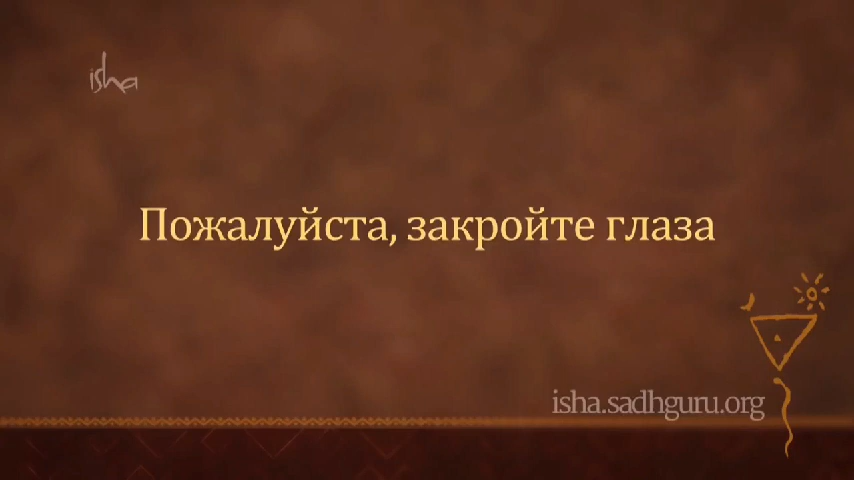 isha
Пожалуйста, закройте глаза
isha.sadhguru.org